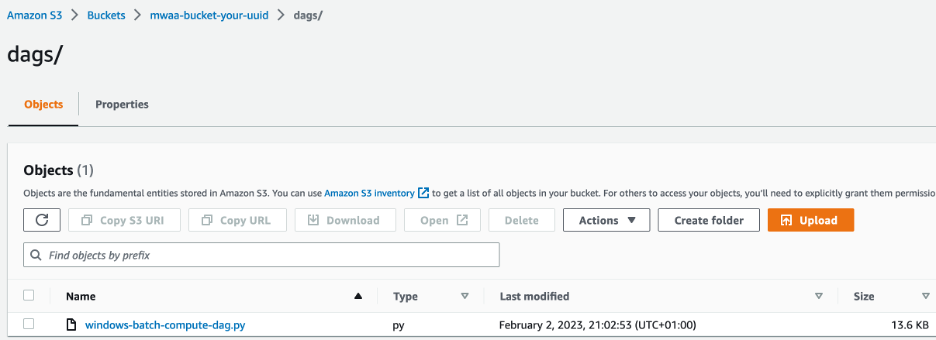 Amazon S3 > Buckets > mwaa-bucket-your-uuid > dags/
dags/
Objects Properties
Objects (1)
Objects are the fundamental entities stored in Amazon S3. You can use Amazon S3 inventory to get a list of all objects in your bucket. For others to access your objects, you'll need to explicitly grant them permissio
Copy S3 URI Copy URL Download Open Delete Actions Create folder Upload
Find objects by prefix
Name Type Last modified Size
windows-batch-compute-dag.py py February 2, 2023, 21:02:53 (UTC+01:00) 13.6 KB